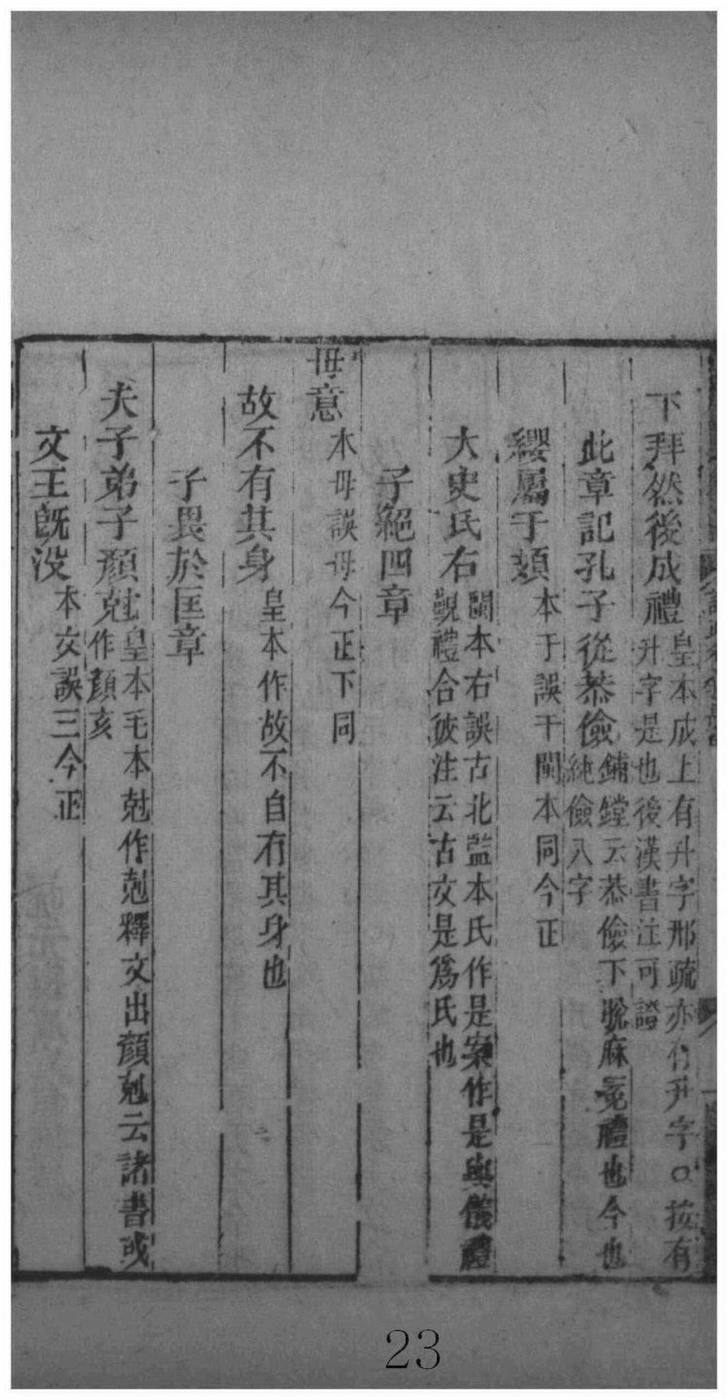 下拜然後成禮皇本成上有升字邢疏亦有升字○按有升字是也後漢書注可證
此章記孔子從恭儉鋪鏜云恭儉下脫麻冕禮也今也純儉八字
纓屬于頍本于誤干閩本同今正
大史氏右閩本右誤古北監本氏作是案作是與儀禮覲禮合彼注云古文是爲氏也
子絕四章
毋意本毋誤母今正下同
故不有其身皇本作故不自有其身也
子畏於匡章
夫子弟子顏尅皇本毛本尅作剋釋文出顏剋云諸書或作顏亥
文王旣沒本文誤三今正
23